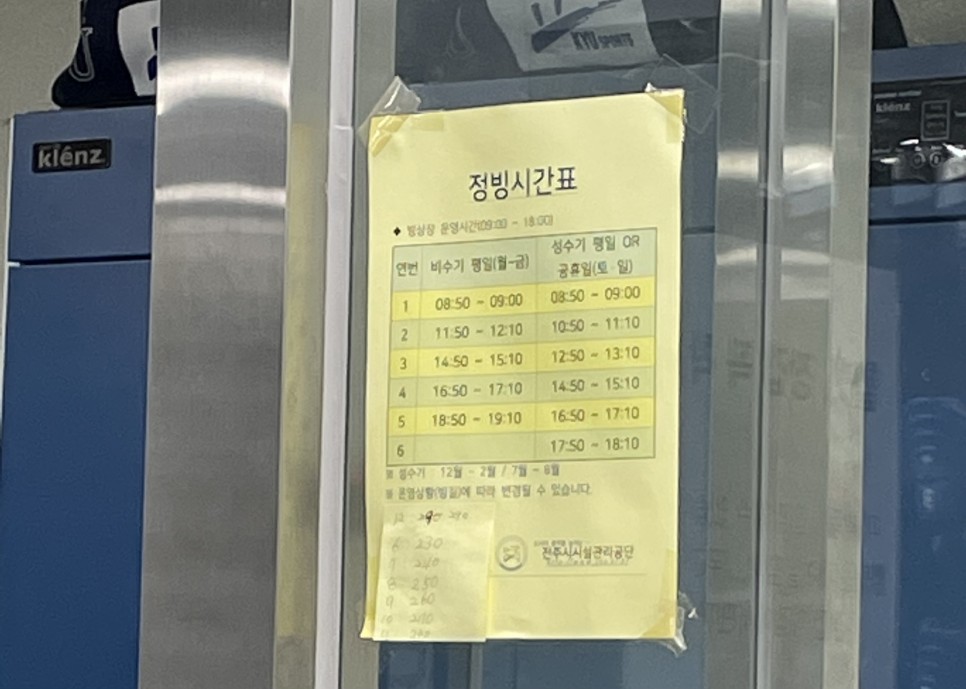 KYU SPORTS
klénz
klénz
정빙시간표
◆ 빙상장 운영시간(09:00 ~ 18:00)
연번 비수기 평일(월~금) 성수기 평일 OR 공휴일(토·일)
1 08:50 ~ 09:00 08:50 ~ 09:00
2 11:50 ~ 12:10 10:50 ~ 11:10
3 14:50 ~ 15:10 12:50 ~ 13:10
4 16:50 ~ 17:10 14:50 ~ 15:10
5 18:50 ~ 19:10 16:50 ~ 17:10
6 17:50 ~ 18:10
※ 성수기 12월 ~ 2월 / 7월 ~ 8월
※ 운영상황(빙질)에 따라 변경될 수 있습니다.
전주시시설관리공단
230
8 250
9 260